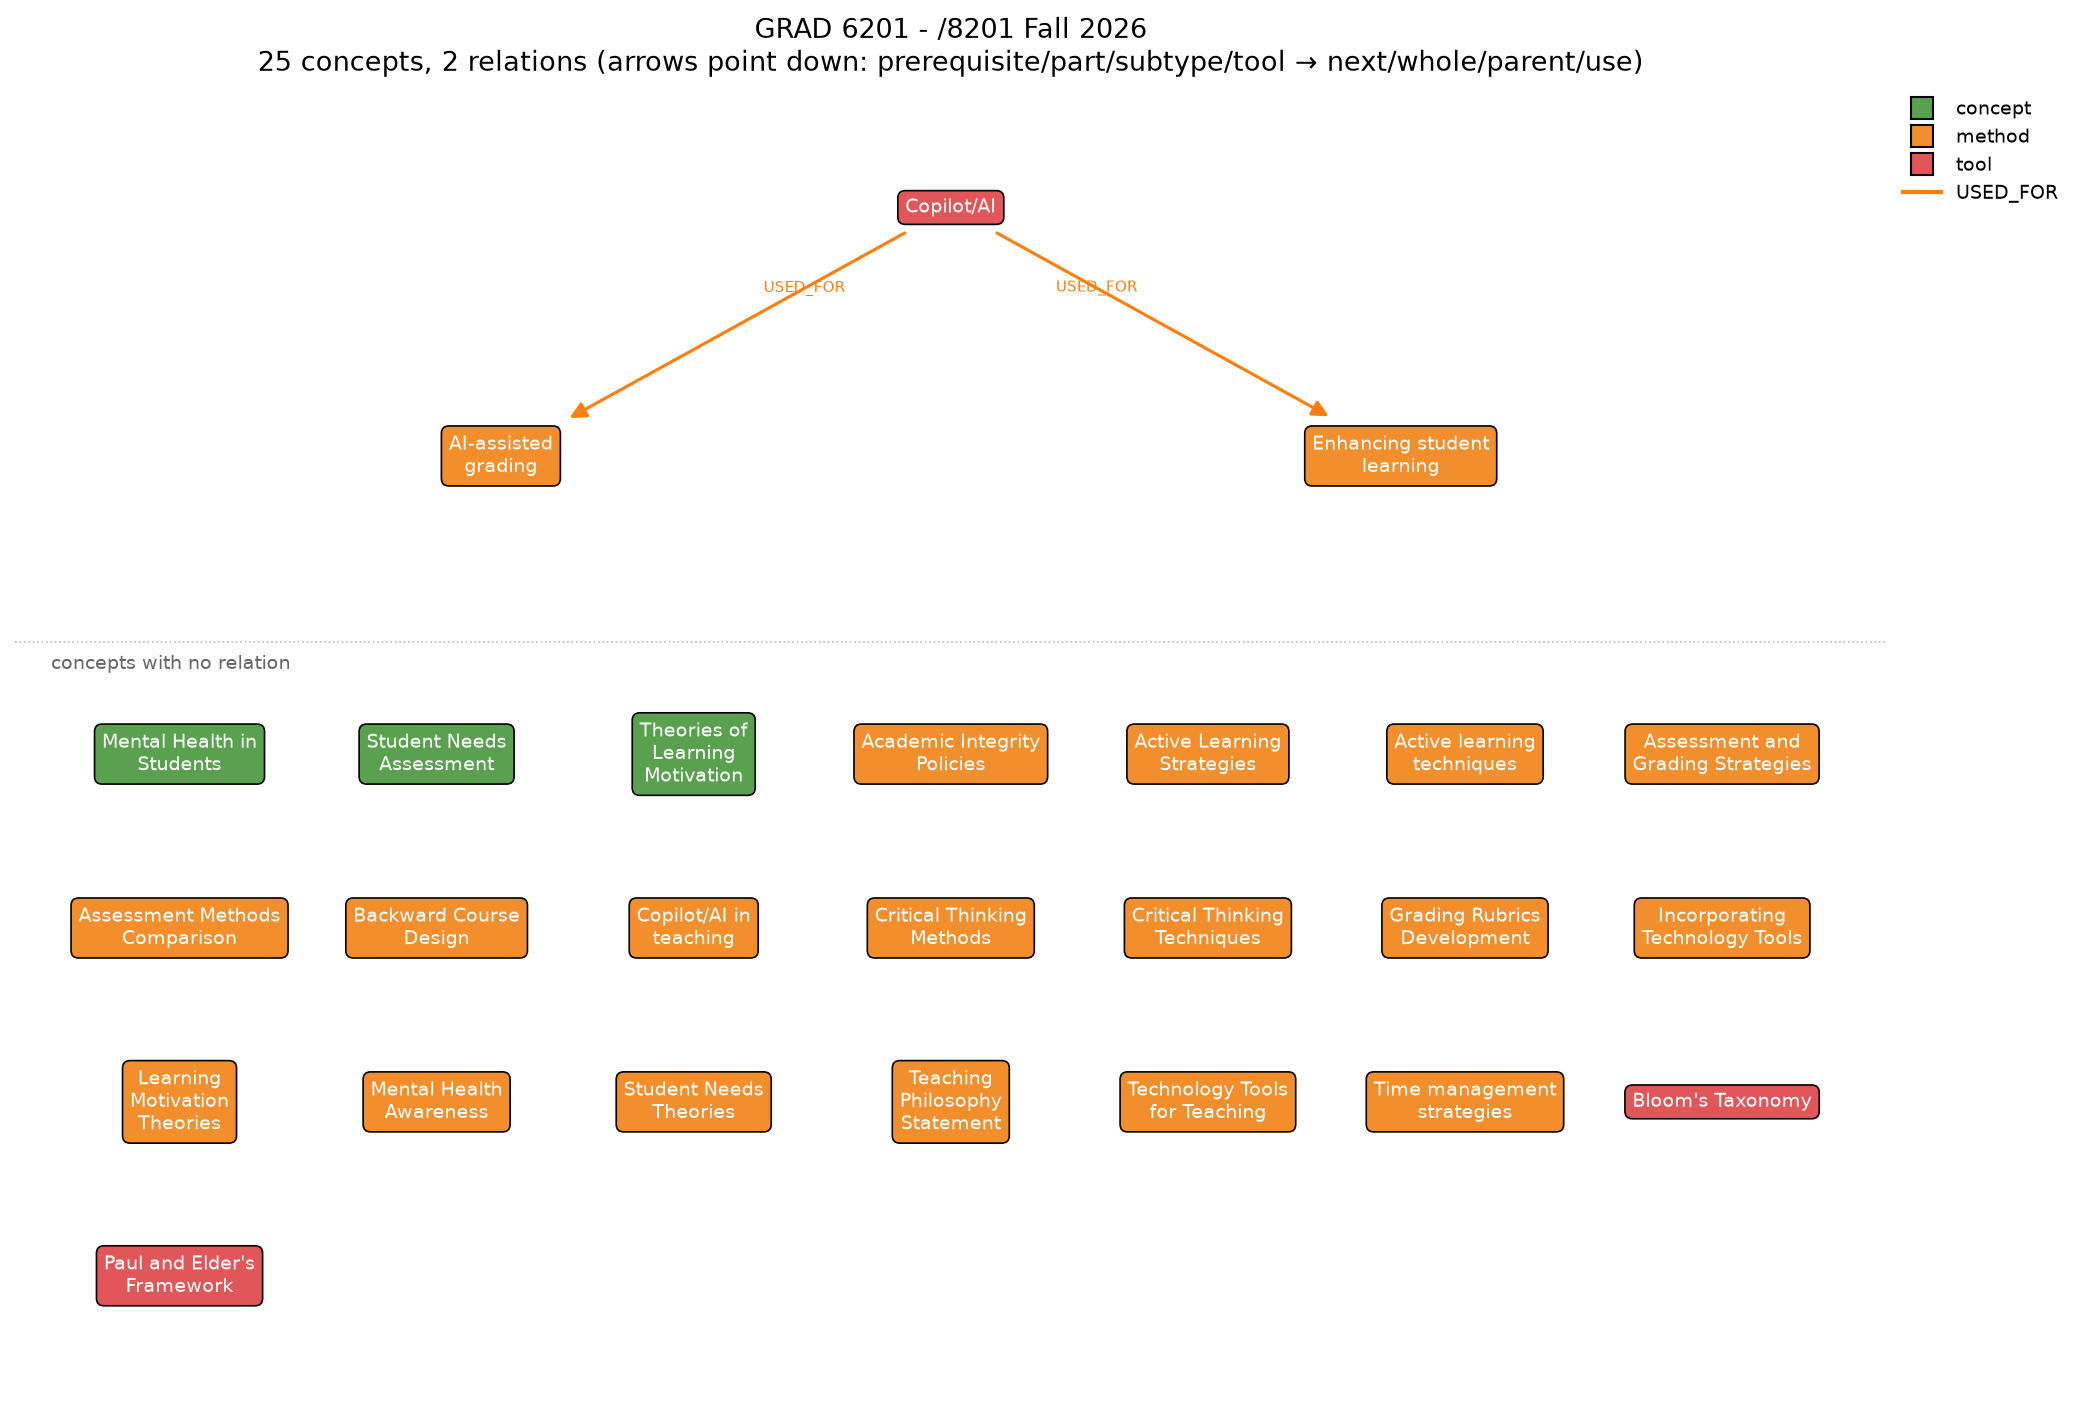 GRAD 6201 - /8201 Fall 2026
25 concepts, 2 relations (arrows point down: prerequisite/part/subtype/tool → next/whole/parent/use)
concept
method
tool
USED_FOR
Copilot/AI
USED_FOR
USED_FOR
AI-assisted
grading
Enhancing student
learning
concepts with no relation
Mental Health in
Students
Student Needs
Assessment
Theories of
Learning
Motivation
Academic Integrity
Policies
Active Learning
Strategies
Active learning
techniques
Assessment and
Grading Strategies
Assessment Methods
Comparison
Backward Course
Design
Copilot/AI in
teaching
Critical Thinking
Methods
Critical Thinking
Techniques
Grading Rubrics
Development
Incorporating
Technology Tools
Learning
Motivation
Theories
Mental Health
Awareness
Student Needs
Theories
Teaching
Philosophy
Statement
Technology Tools
for Teaching
Time management
strategies
Bloom's Taxonomy
Paul and Elder's
Framework